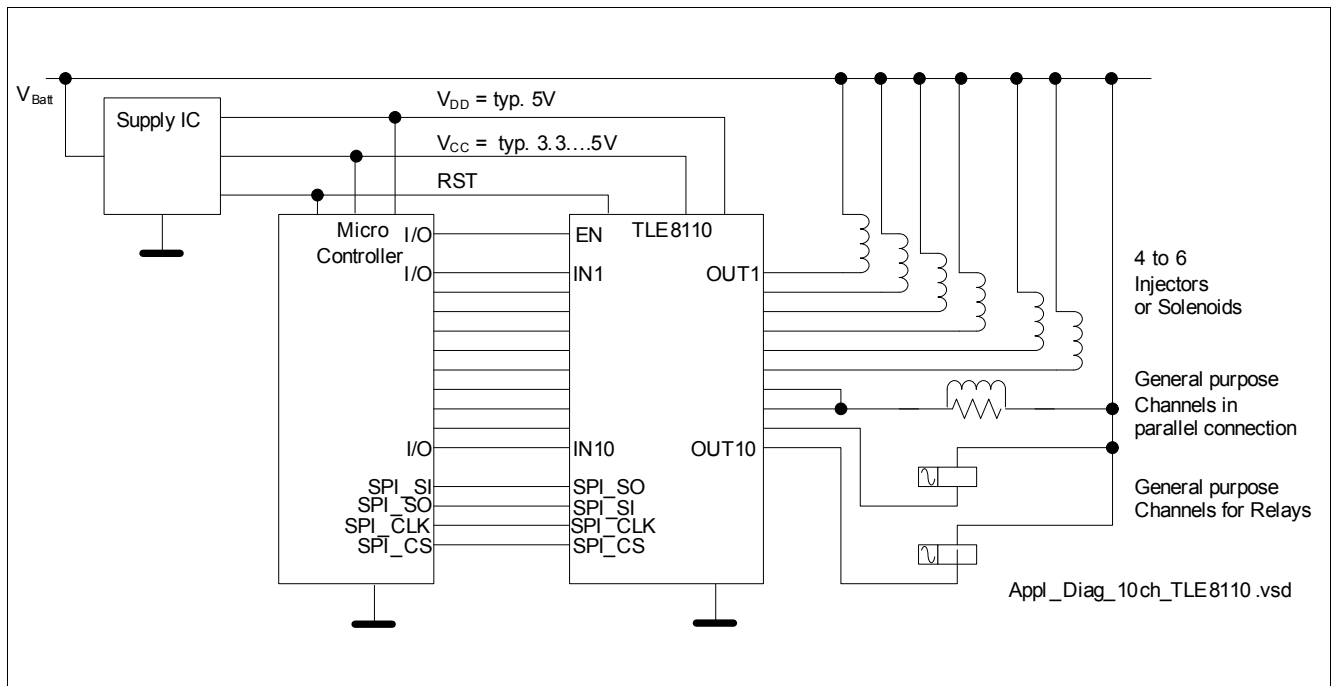 V_Batt
Supply IC
V_DD = typ. 5V
V_CC = typ. 3.3....5V
RST
Micro
Controller
I/O
I/O
I/O
SPI_SI
SPI_SO
SPI_CLK
SPI_CS
TLE8110
EN
IN1
IN10
SPI_SO
SPI_SI
SPI_CLK
SPI_CS
OUT1
OUT10
4 to 6
Injectors
or Solenoids
General purpose
Channels in
parallel connection
General purpose
Channels for Relays
Appl_Diag_10ch_TLE8110.vsd